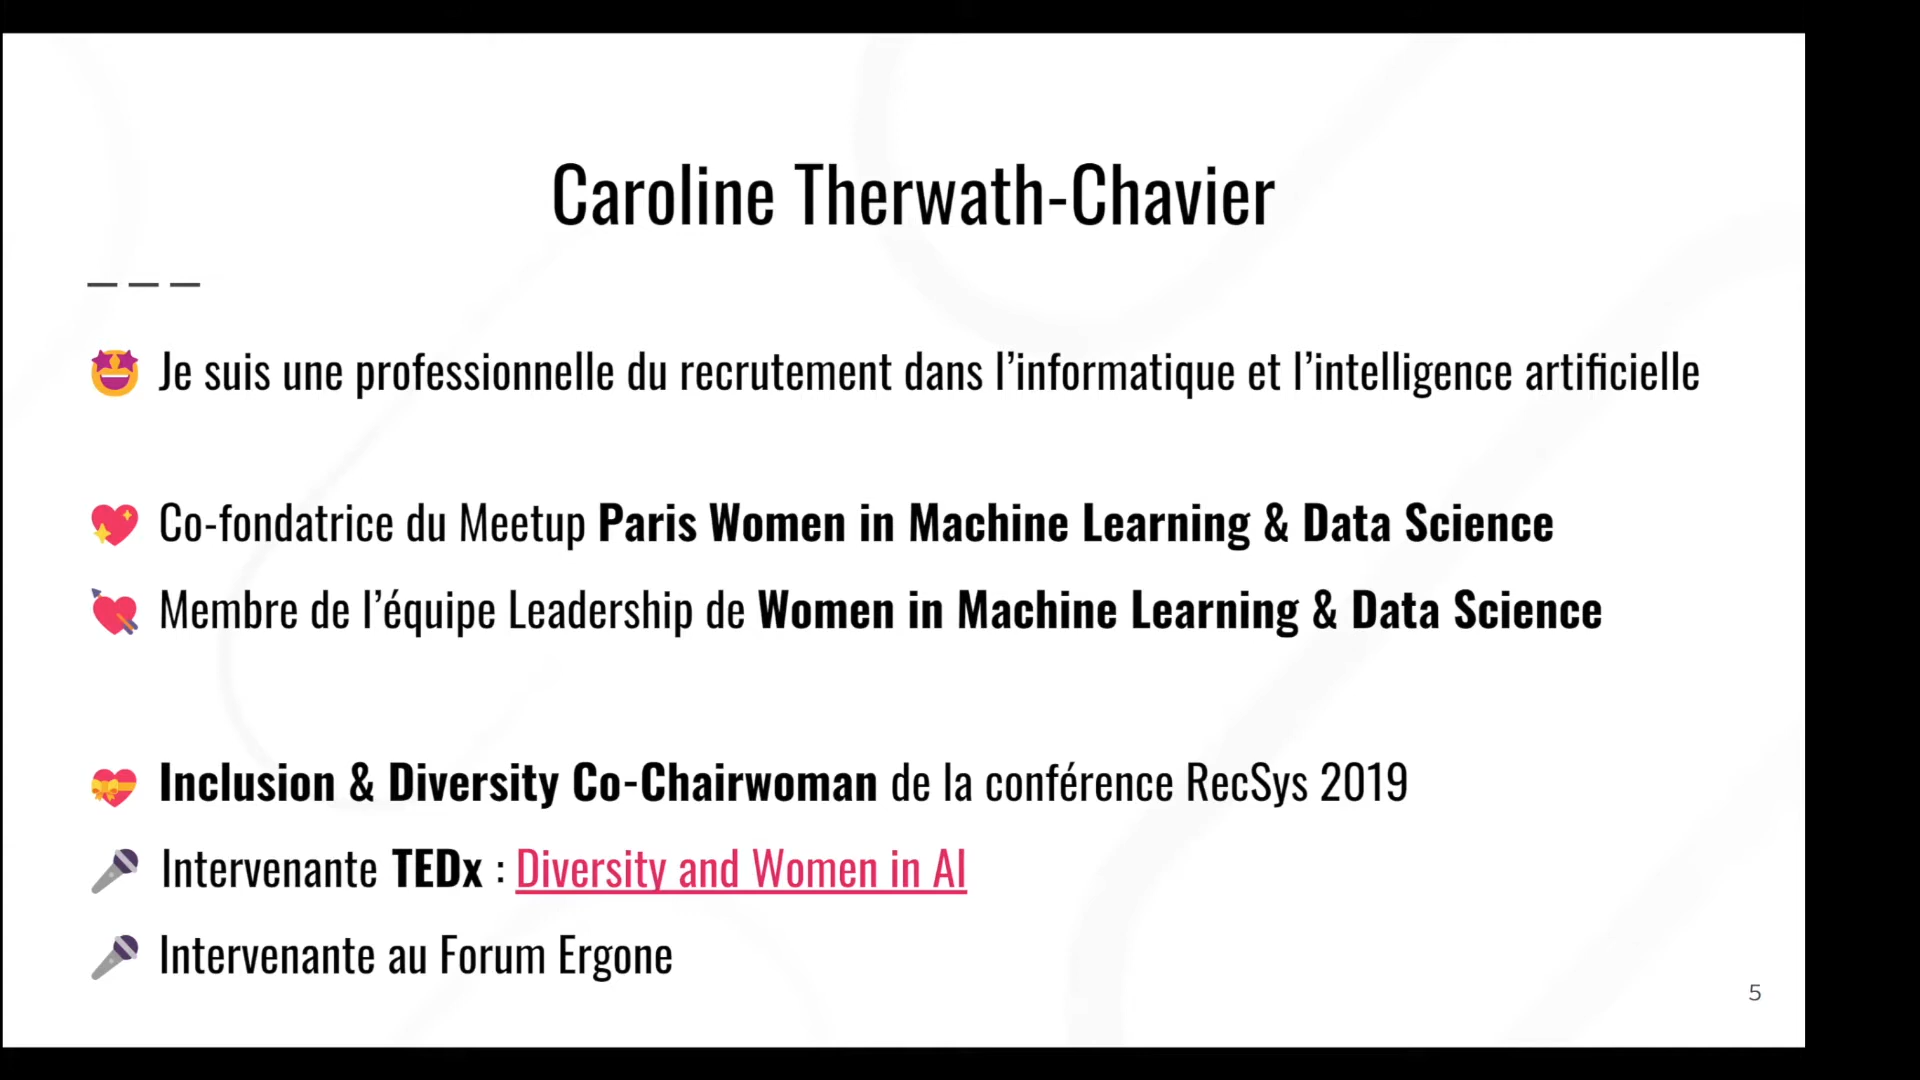 Caroline Therwath-Chavier
🤩 Je suis une professionnelle du recrutement dans l’informatique et l’intelligence artificielle
💖 Co-fondatrice du Meetup Paris Women in Machine Learning & Data Science
💘 Membre de l’équipe Leadership de Women in Machine Learning & Data Science
💝 Inclusion & Diversity Co-Chairwoman de la conférence RecSys 2019
🎤 Intervenante TEDx : Diversity and Women in AI
🎤 Intervenante au Forum Ergone
5